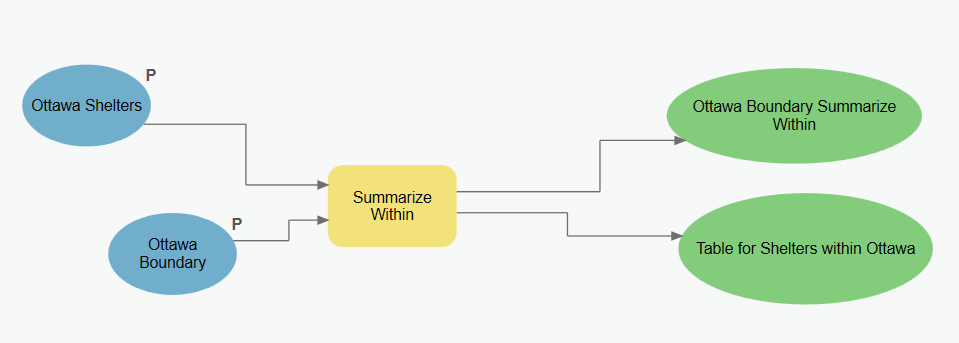 P
Ottawa Shelters
P
Ottawa
Boundary
Summarize
Within
Ottawa Boundary Summarize
Within
Table for Shelters within Ottawa